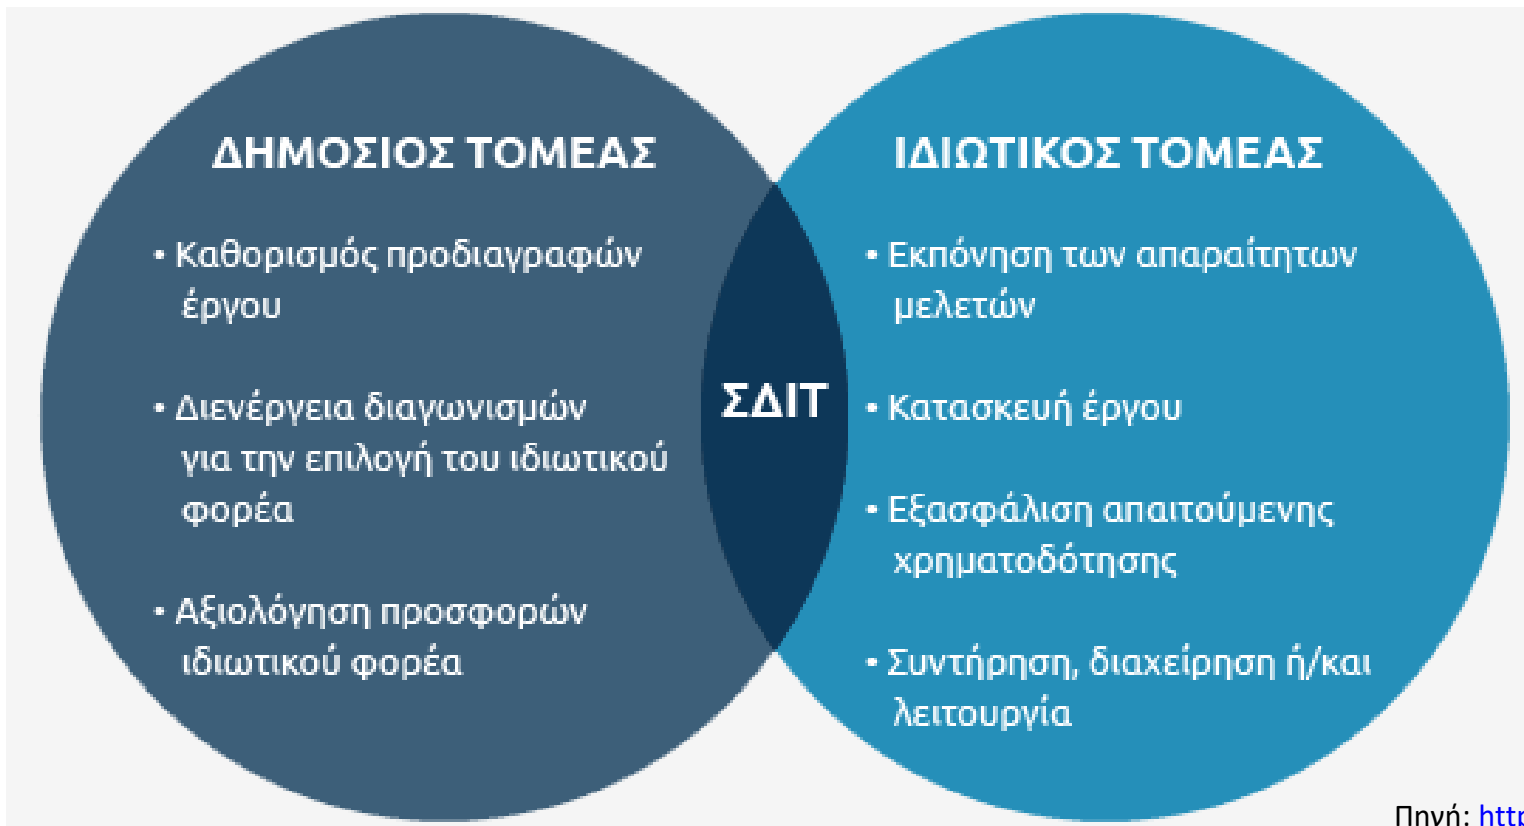 ΔΗΜΟΣΙΟΣ ΤΟΜΕΑΣ
• Καθορισμός προδιαγραφών
έργου
• Διενέργεια διαγωνισμών
για την επιλογή του ιδιωτικού
φορέα
• Αξιολόγηση προσφορών
ιδιωτικού φορέα
ΣΔΙΤ
ΙΔΙΩΤΙΚΟΣ ΤΟΜΕΑΣ
• Εκπόνηση των απαραίτητων
μελετών
• Κατασκευή έργου
• Εξασφάλιση απαιτούμενης
χρηματοδότησης
• Συντήρηση, διαχείρηση ή/και
λειτουργία
Πηγή: